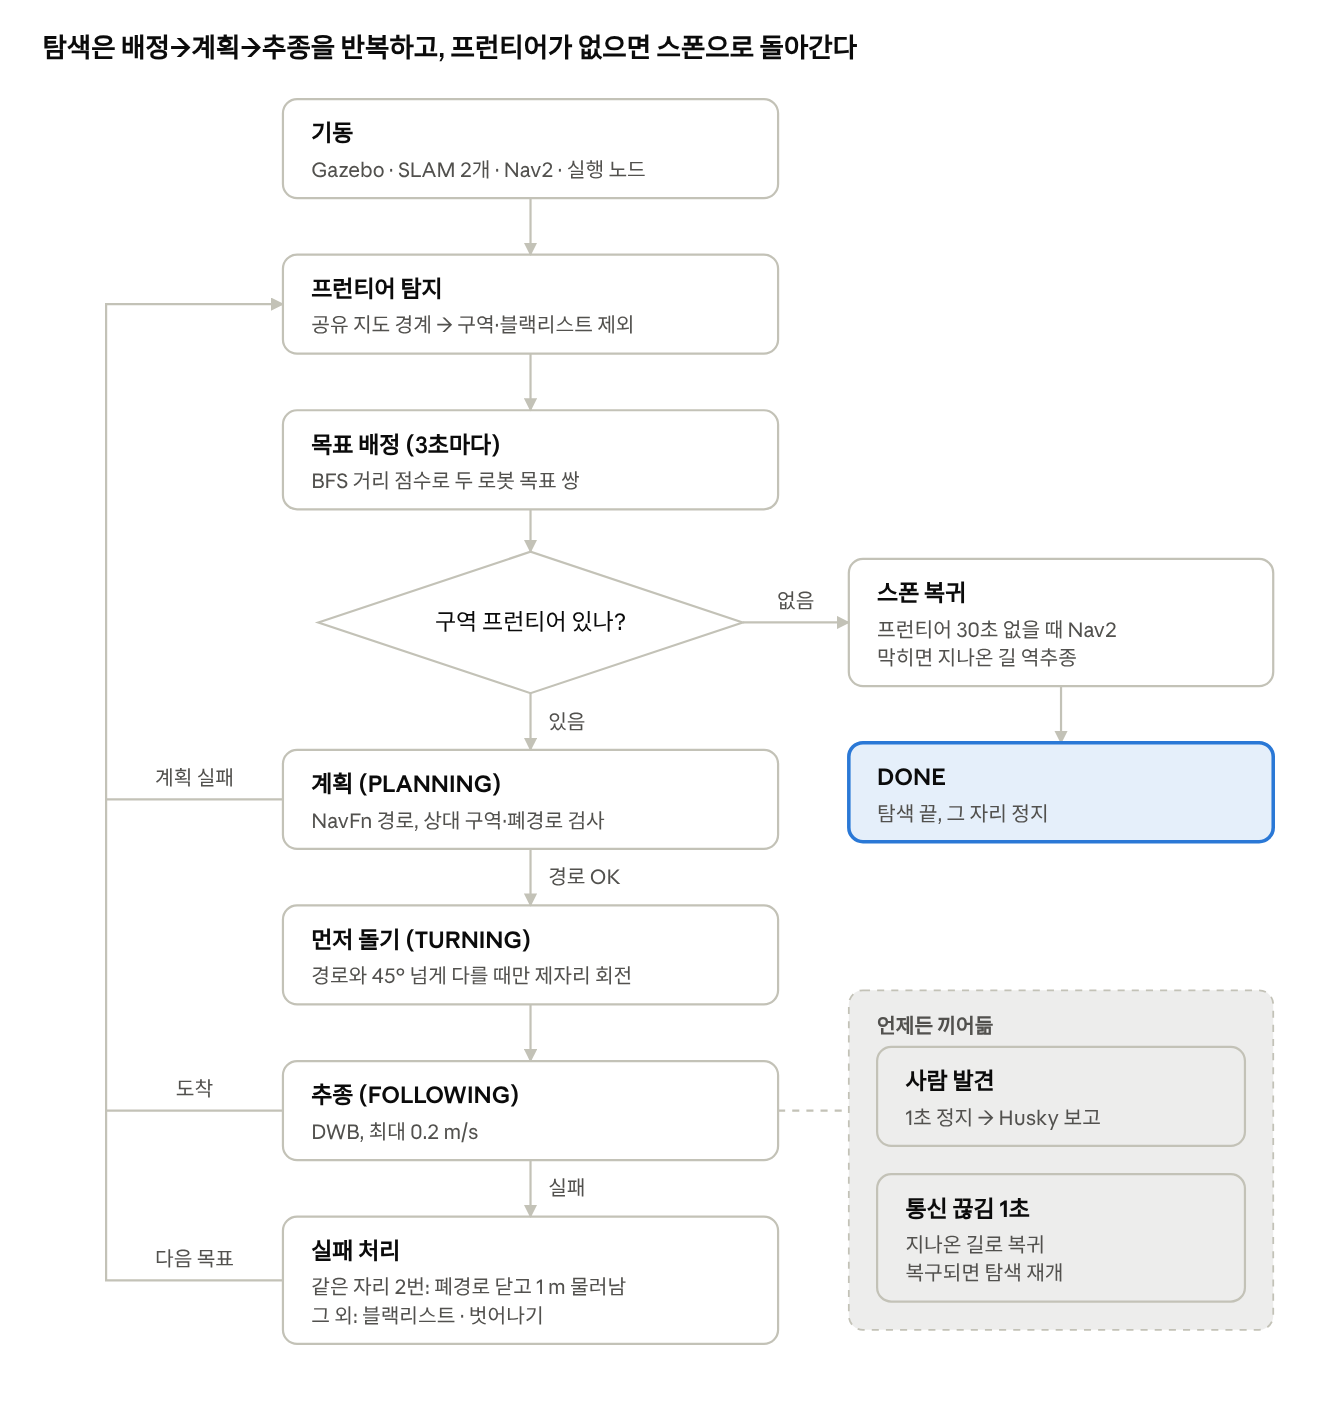 탐색은 배정→계획→추종을 반복하고, 프런티어가 없으면 스폰으로 돌아간다
기동
Gazebo · SLAM 2개 · Nav2 · 실행 노드
프런티어 탐지
공유 지도 경계 → 구역·블랙리스트 제외
목표 배정 (3초마다)
BFS 거리 점수로 두 로봇 목표 쌍
구역 프런티어 있나?
없음
스폰 복귀
프런티어 30초 없을 때 Nav2
막히면 지나온 길 역추종
있음
계획 실패
계획 (PLANNING)
NavFn 경로, 상대 구역·폐경로 검사
DONE
탐색 끝, 그 자리 정지
경로 OK
먼저 돌기 (TURNING)
경로와 45° 넘게 다를 때만 제자리 회전
언제든 끼어듦
도착
추종 (FOLLOWING)
DWB, 최대 0.2 m/s
사람 발견
1초 정지 → Husky 보고
실패
통신 끊김 1초
지나온 길로 복귀
복구되면 탐색 재개
다음 목표
실패 처리
같은 자리 2번: 폐경로 닫고 1 m 물러남
그 외: 블랙리스트 · 벗어나기